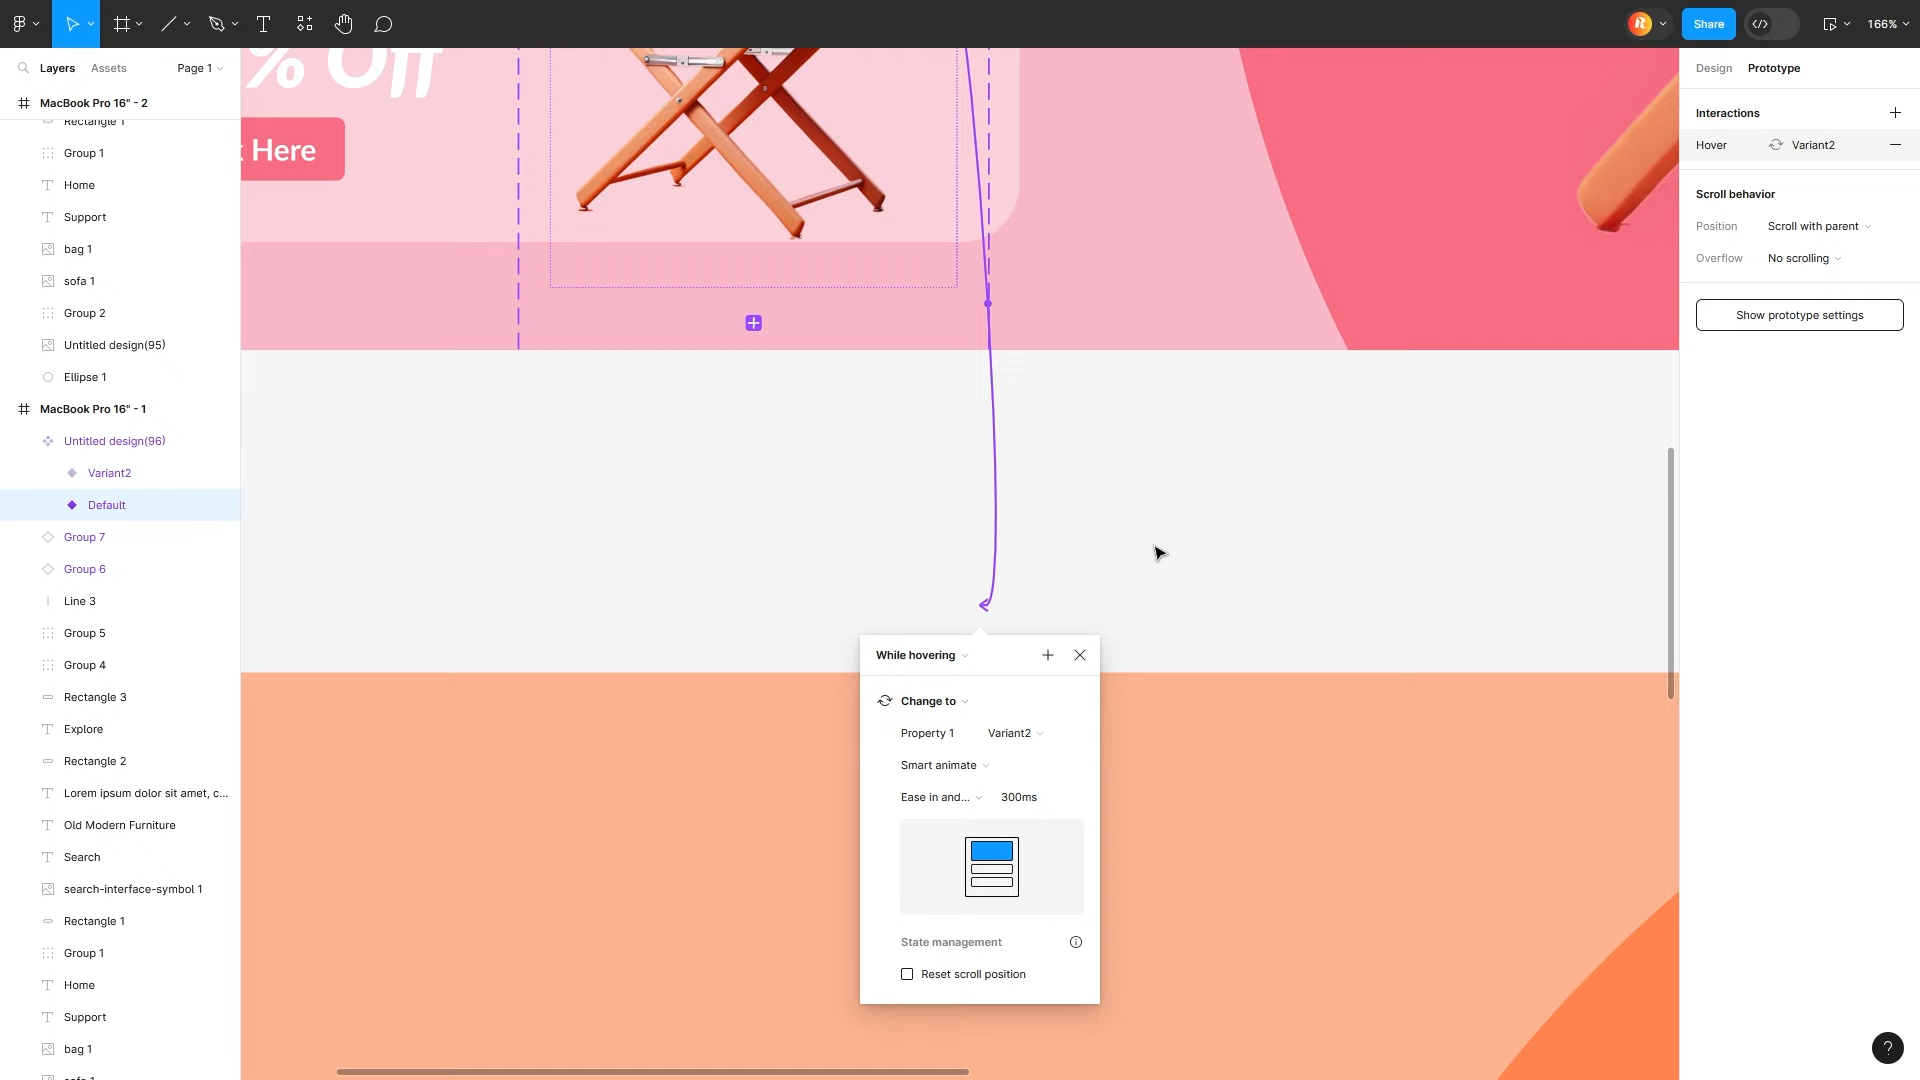 166%
Share
Layers
Assets
Page 1
MacBook Pro 16" - 2
Rectangle 1
Group 1
Home
Support
bag 1
sofa 1
Group 2
Untitled design(95)
Ellipse 1
MacBook Pro 16" - 1
Untitled design(96)
Variant2
Default
Group 7
Group 6
Line 3
Group 5
Group 4
Rectangle 3
Explore
Rectangle 2
Lorem ipsum dolor sit amet, c...
Old Modern Furniture
Search
search-interface-symbol 1
Rectangle 1
Group 1
Home
Support
bag 1
sofa 1
% Off
k Here
While hovering
Change to
Property 1 Variant2
Smart animate
Ease in and... 300ms
State management
Reset scroll position
Design
Prototype
Interactions
Hover Variant2
Scroll behavior
Position Scroll with parent
Overflow No scrolling
Show prototype settings
?